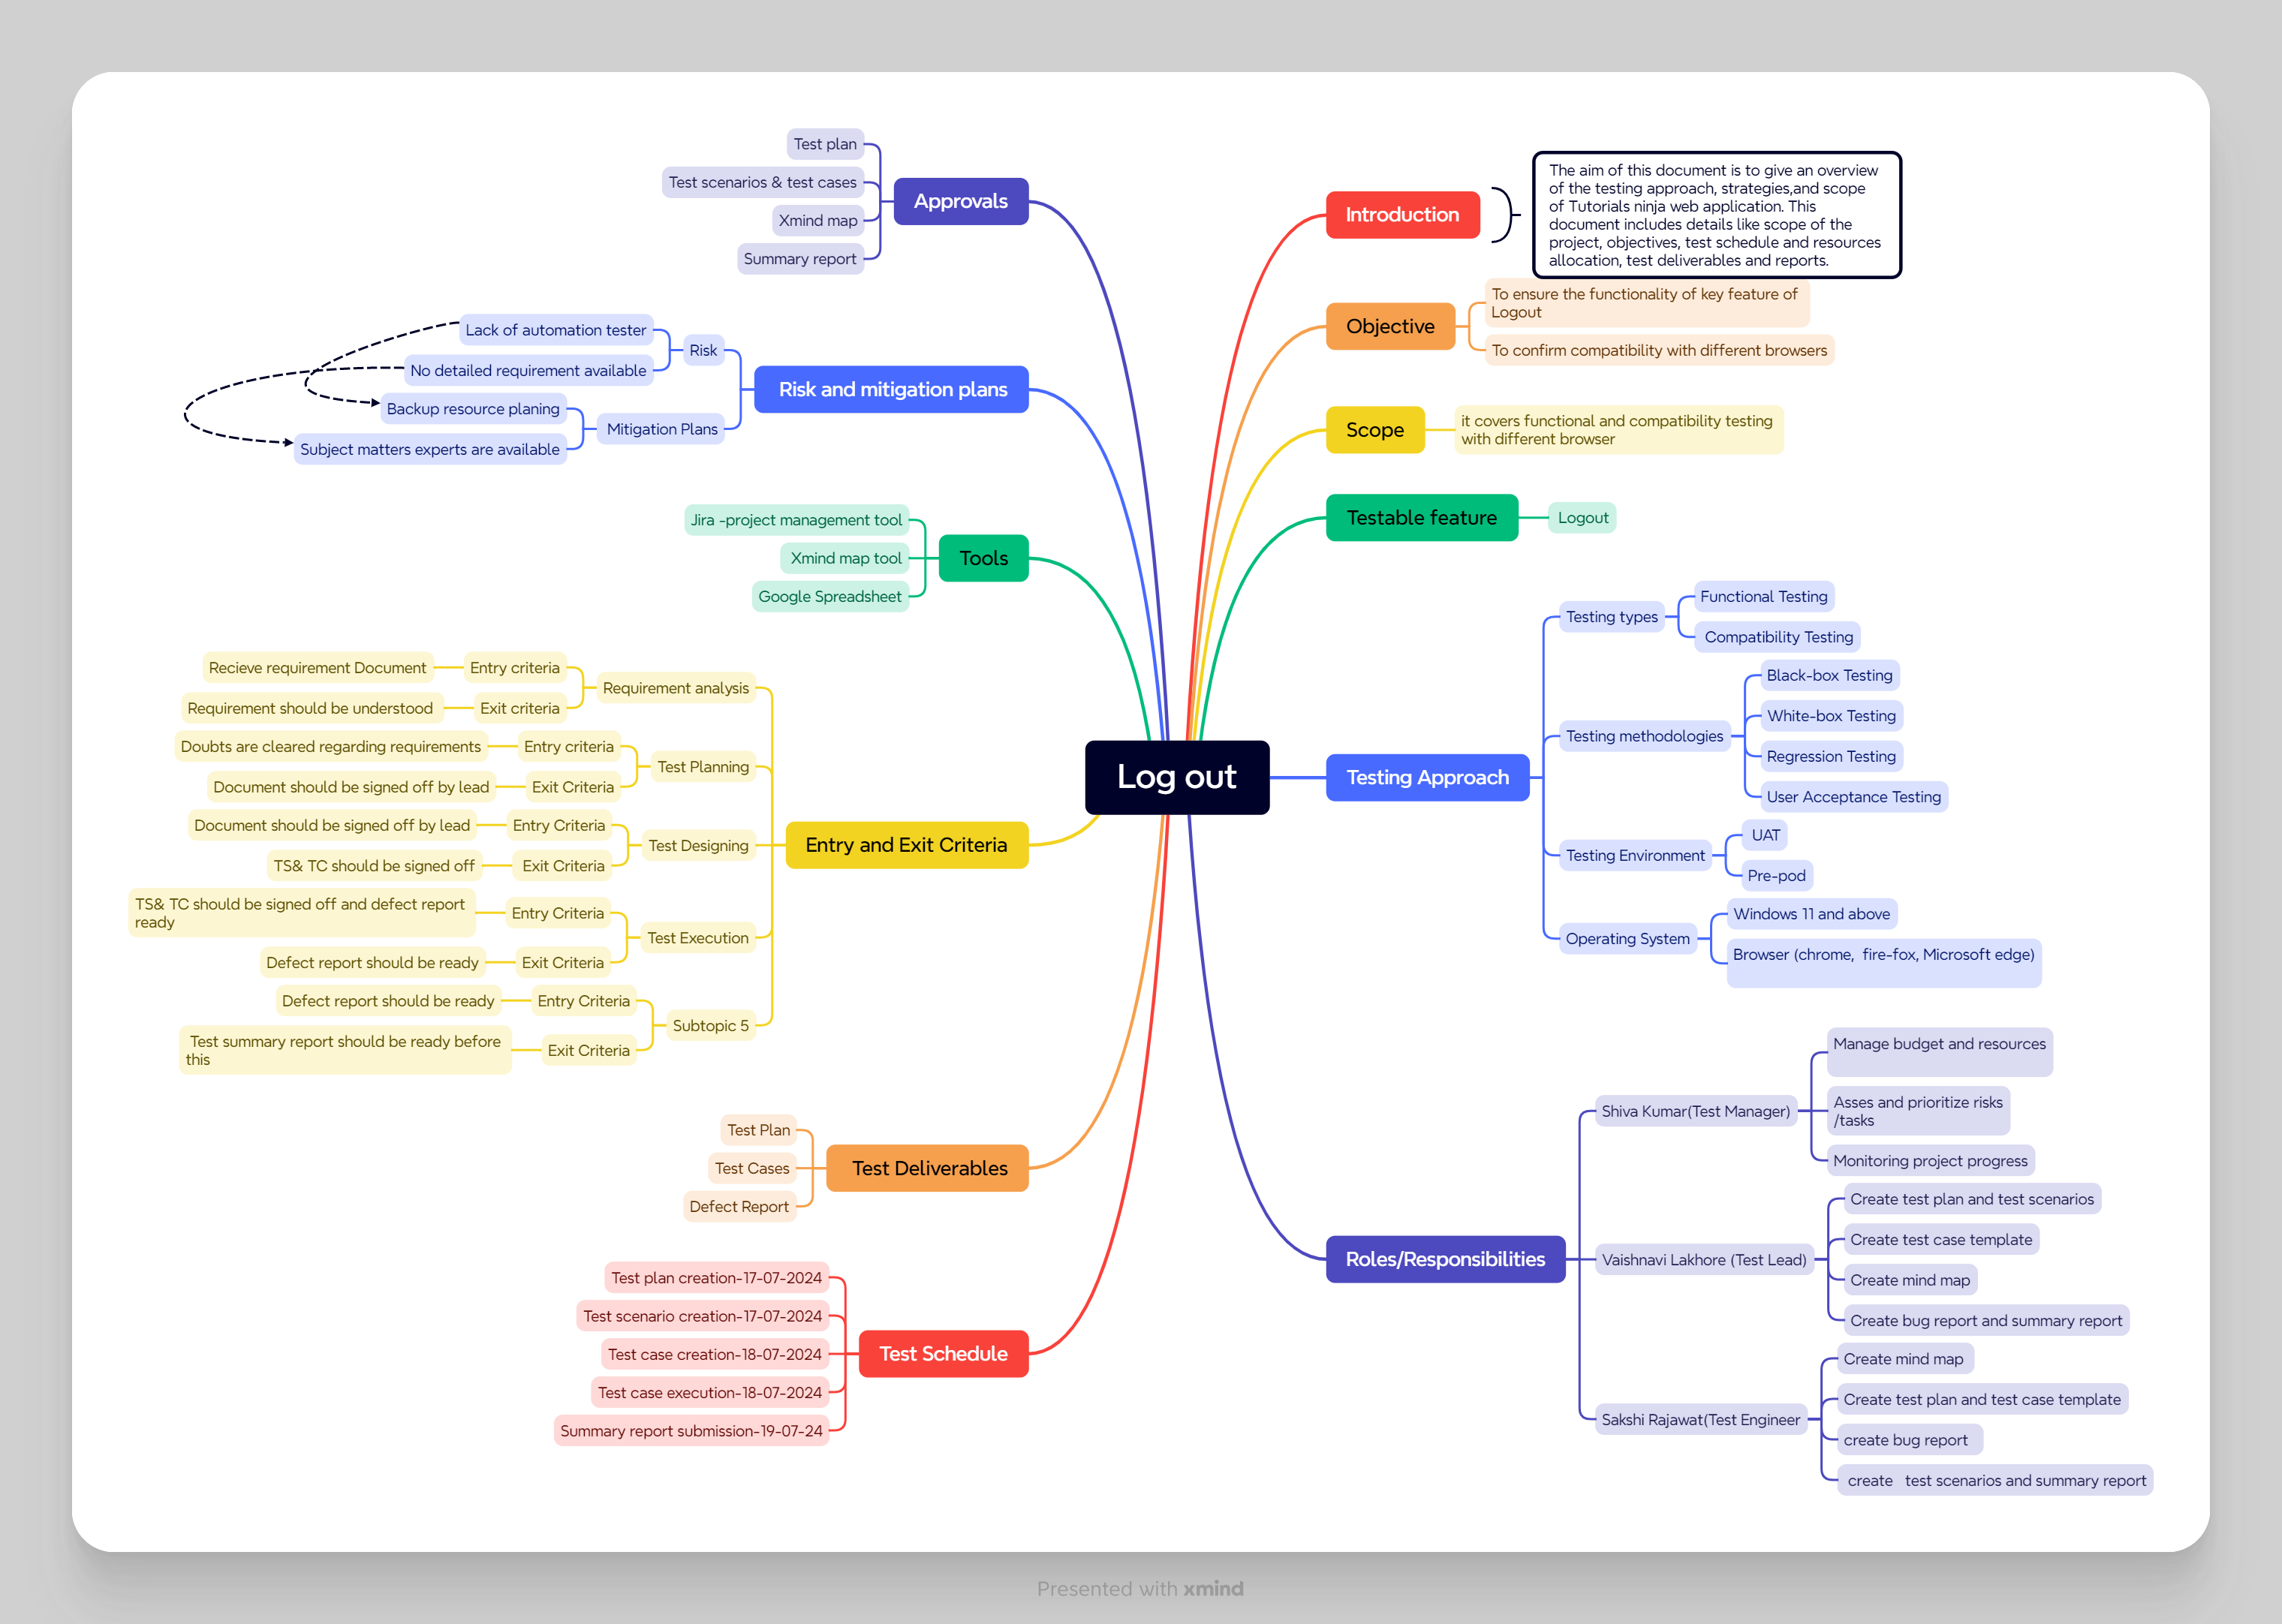 Log out
Introduction
The aim of this document is to give an overview
of the testing approach, strategies,and scope
of Tutorials ninja web application. This
document includes details like scope of the
project, objectives, test schedule and resources
allocation, test deliverables and reports.
Objective
To ensure the functionality of key feature of
Logout
To confirm compatibility with different browsers
Scope
it covers functional and compatibility testing
with different browser
Testable feature
Logout
Testing Approach
Testing types
Functional Testing
Compatibility Testing
Testing methodologies
Black-box Testing
White-box Testing
Regression Testing
User Acceptance Testing
Testing Environment
UAT
Pre-pod
Operating System
Windows 11 and above
Browser (chrome,  fire-fox, Microsoft edge)
Roles/Responsibilities
Shiva Kumar(Test Manager)
Manage budget and resources
Asses and prioritize risks
/tasks
Monitoring project progress
Vaishnavi Lakhore (Test Lead)
Create test plan and test scenarios
Create test case template
Create mind map
Create bug report and summary report
Sakshi Rajawat(Test Engineer
Create mind map
Create test plan and test case template
create bug report
create   test scenarios and summary report
Approvals
Test plan
Test scenarios & test cases
Xmind map
Summary report
Risk and mitigation plans
Risk
Lack of automation tester
No detailed requirement available
Mitigation Plans
Backup resource planing
Subject matters experts are available
Tools
Jira -project management tool
Xmind map tool
Google Spreadsheet
Entry and Exit Criteria
Requirement analysis
Entry criteria
Recieve requirement Document
Exit criteria
Requirement should be understood
Test Planning
Entry criteria
Doubts are cleared regarding requirements
Exit Criteria
Document should be signed off by lead
Test Designing
Entry Criteria
Document should be signed off by lead
Exit Criteria
TS& TC should be signed off
Test Execution
Entry Criteria
TS& TC should be signed off and defect report
ready
Exit Criteria
Defect report should be ready
Subtopic 5
Entry Criteria
Defect report should be ready
Exit Criteria
Test summary report should be ready before
this
Test Deliverables
Test Plan
Test Cases
Defect Report
Test Schedule
Test plan creation-17-07-2024
Test scenario creation-17-07-2024
Test case creation-18-07-2024
Test case execution-18-07-2024
Summary report submission-19-07-24
Presented with xmind